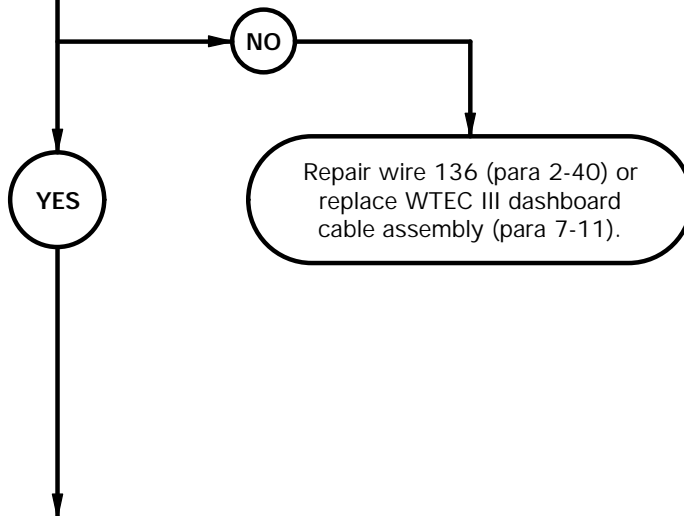 NO
YES
Repair wire 136 (para 2-40) or
replace WTEC III dashboard
cable assembly (para 7-11).